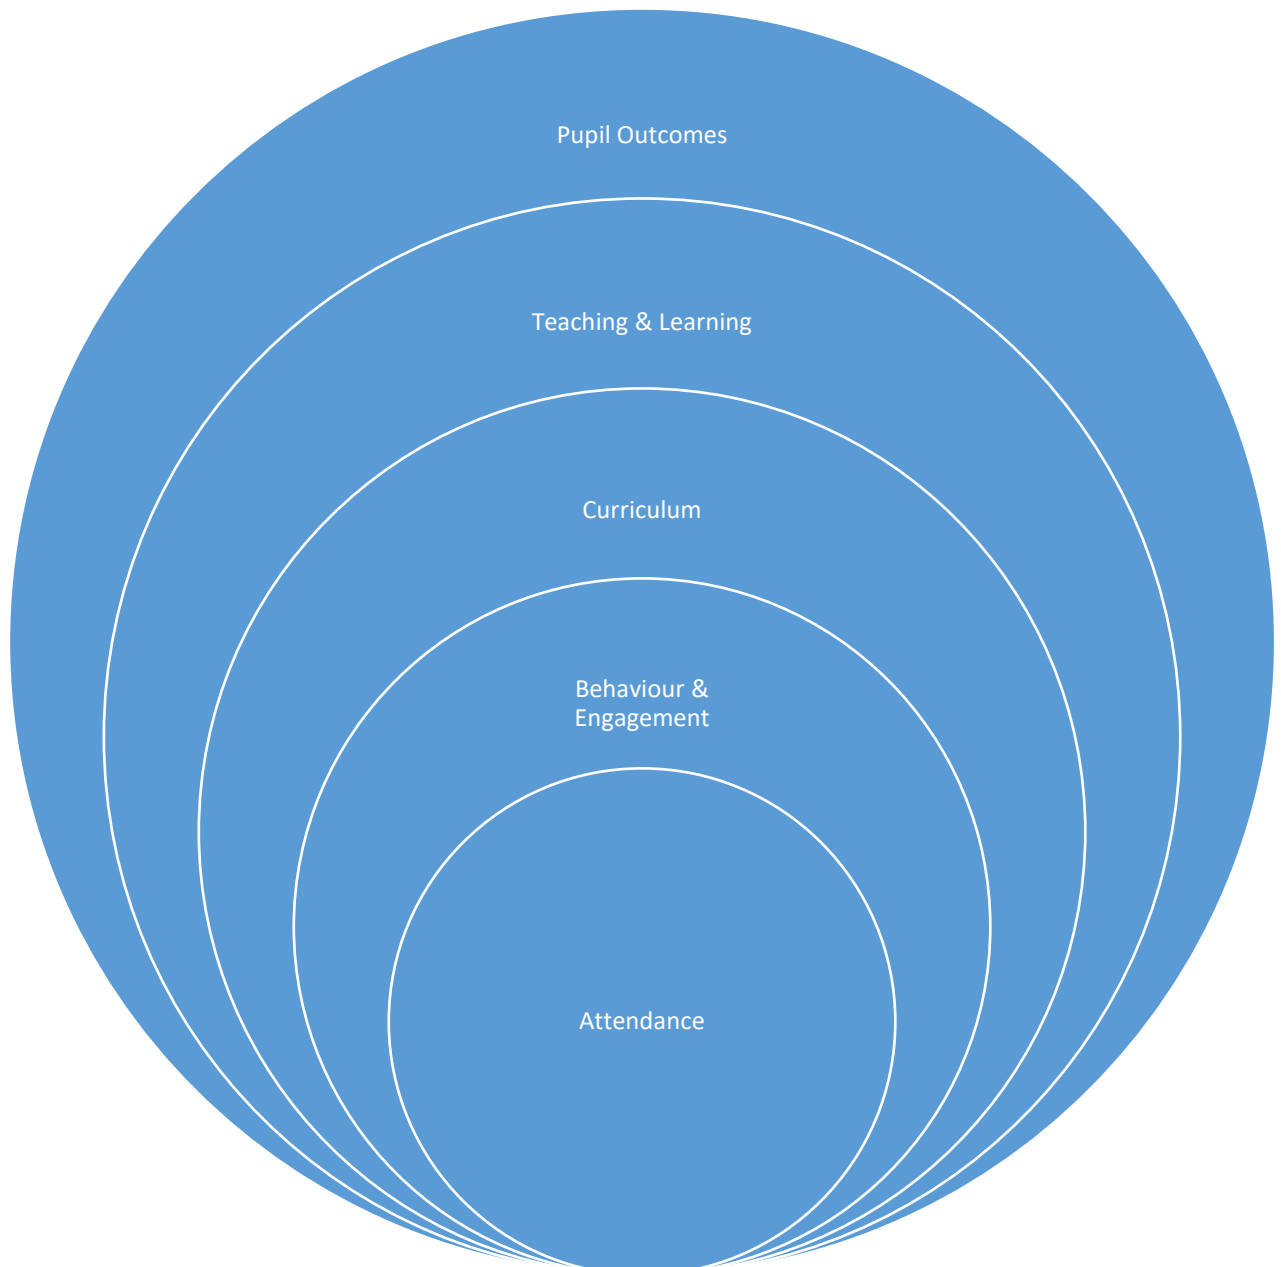 Pupil Outcomes
Teaching & Learning
Curriculum
Behaviour &
Engagement
Attendance